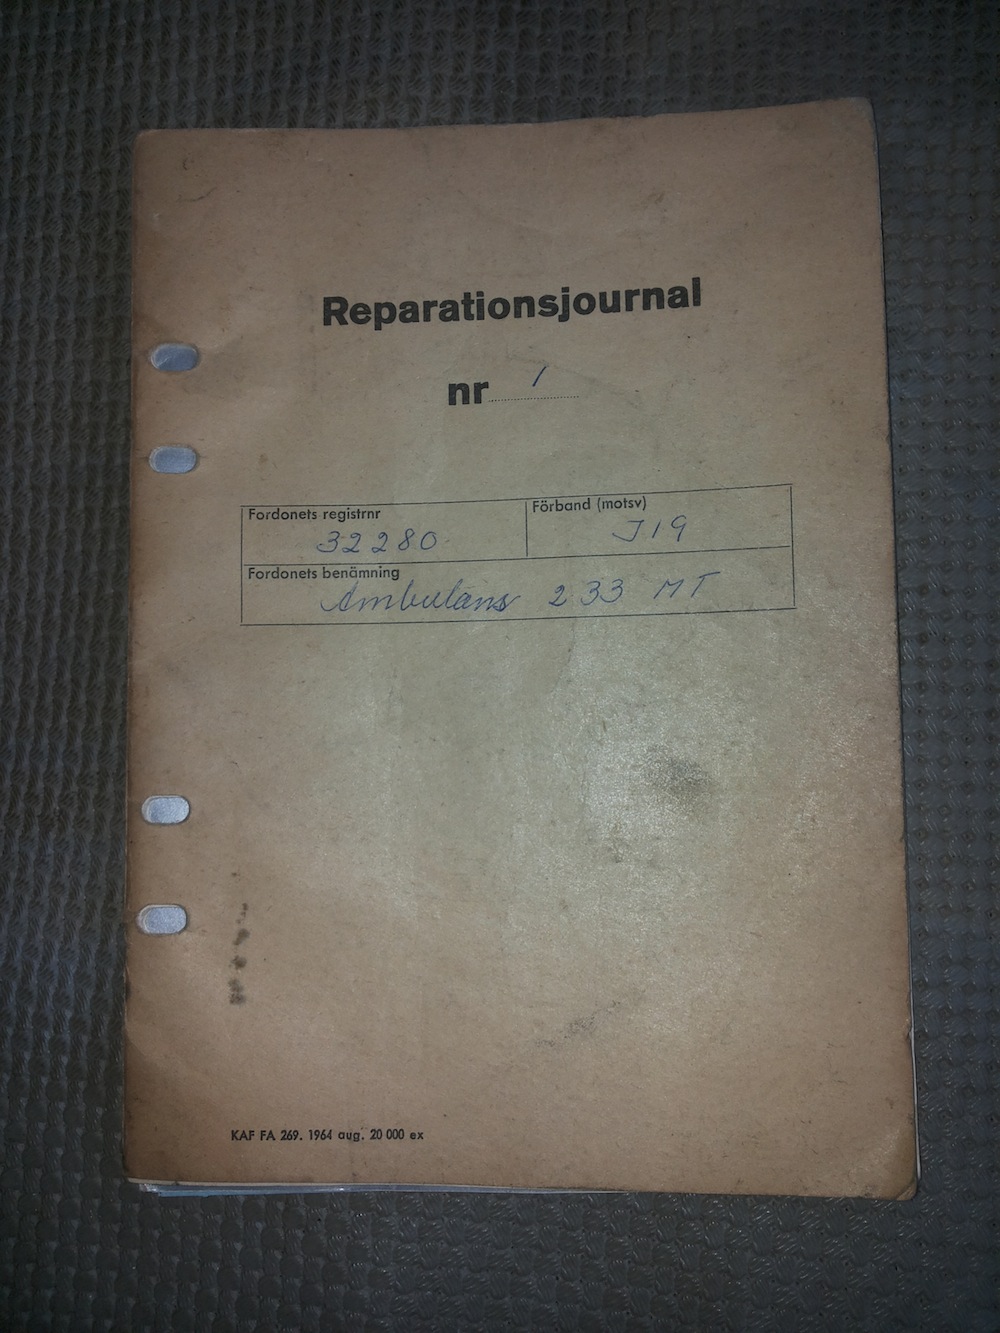 Reparationsjournal
nr 1
Fordonets registrnr Förband (motsv)
32280 I19
Fordonets benämning
Ambulans 233 MT
KAF FA 269. 1964 aug. 20 000 ex